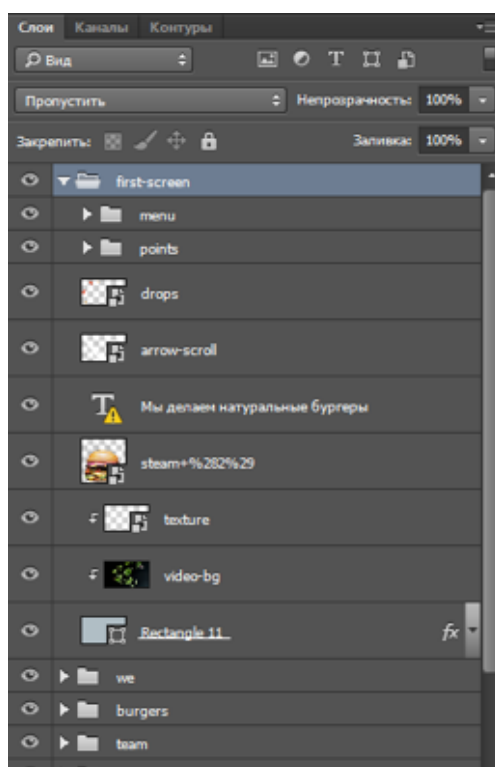 Слои Каналы Контуры
Вид
Пропустить Непрозрачность: 100%
Закрепить: Заливка: 100%
first-screen
menu
points
drops
arrow-scroll
Мы делаем натуральные бургеры
steam+%282%29
texture
video-bg
Rectangle 11 fx
we
burgers
team